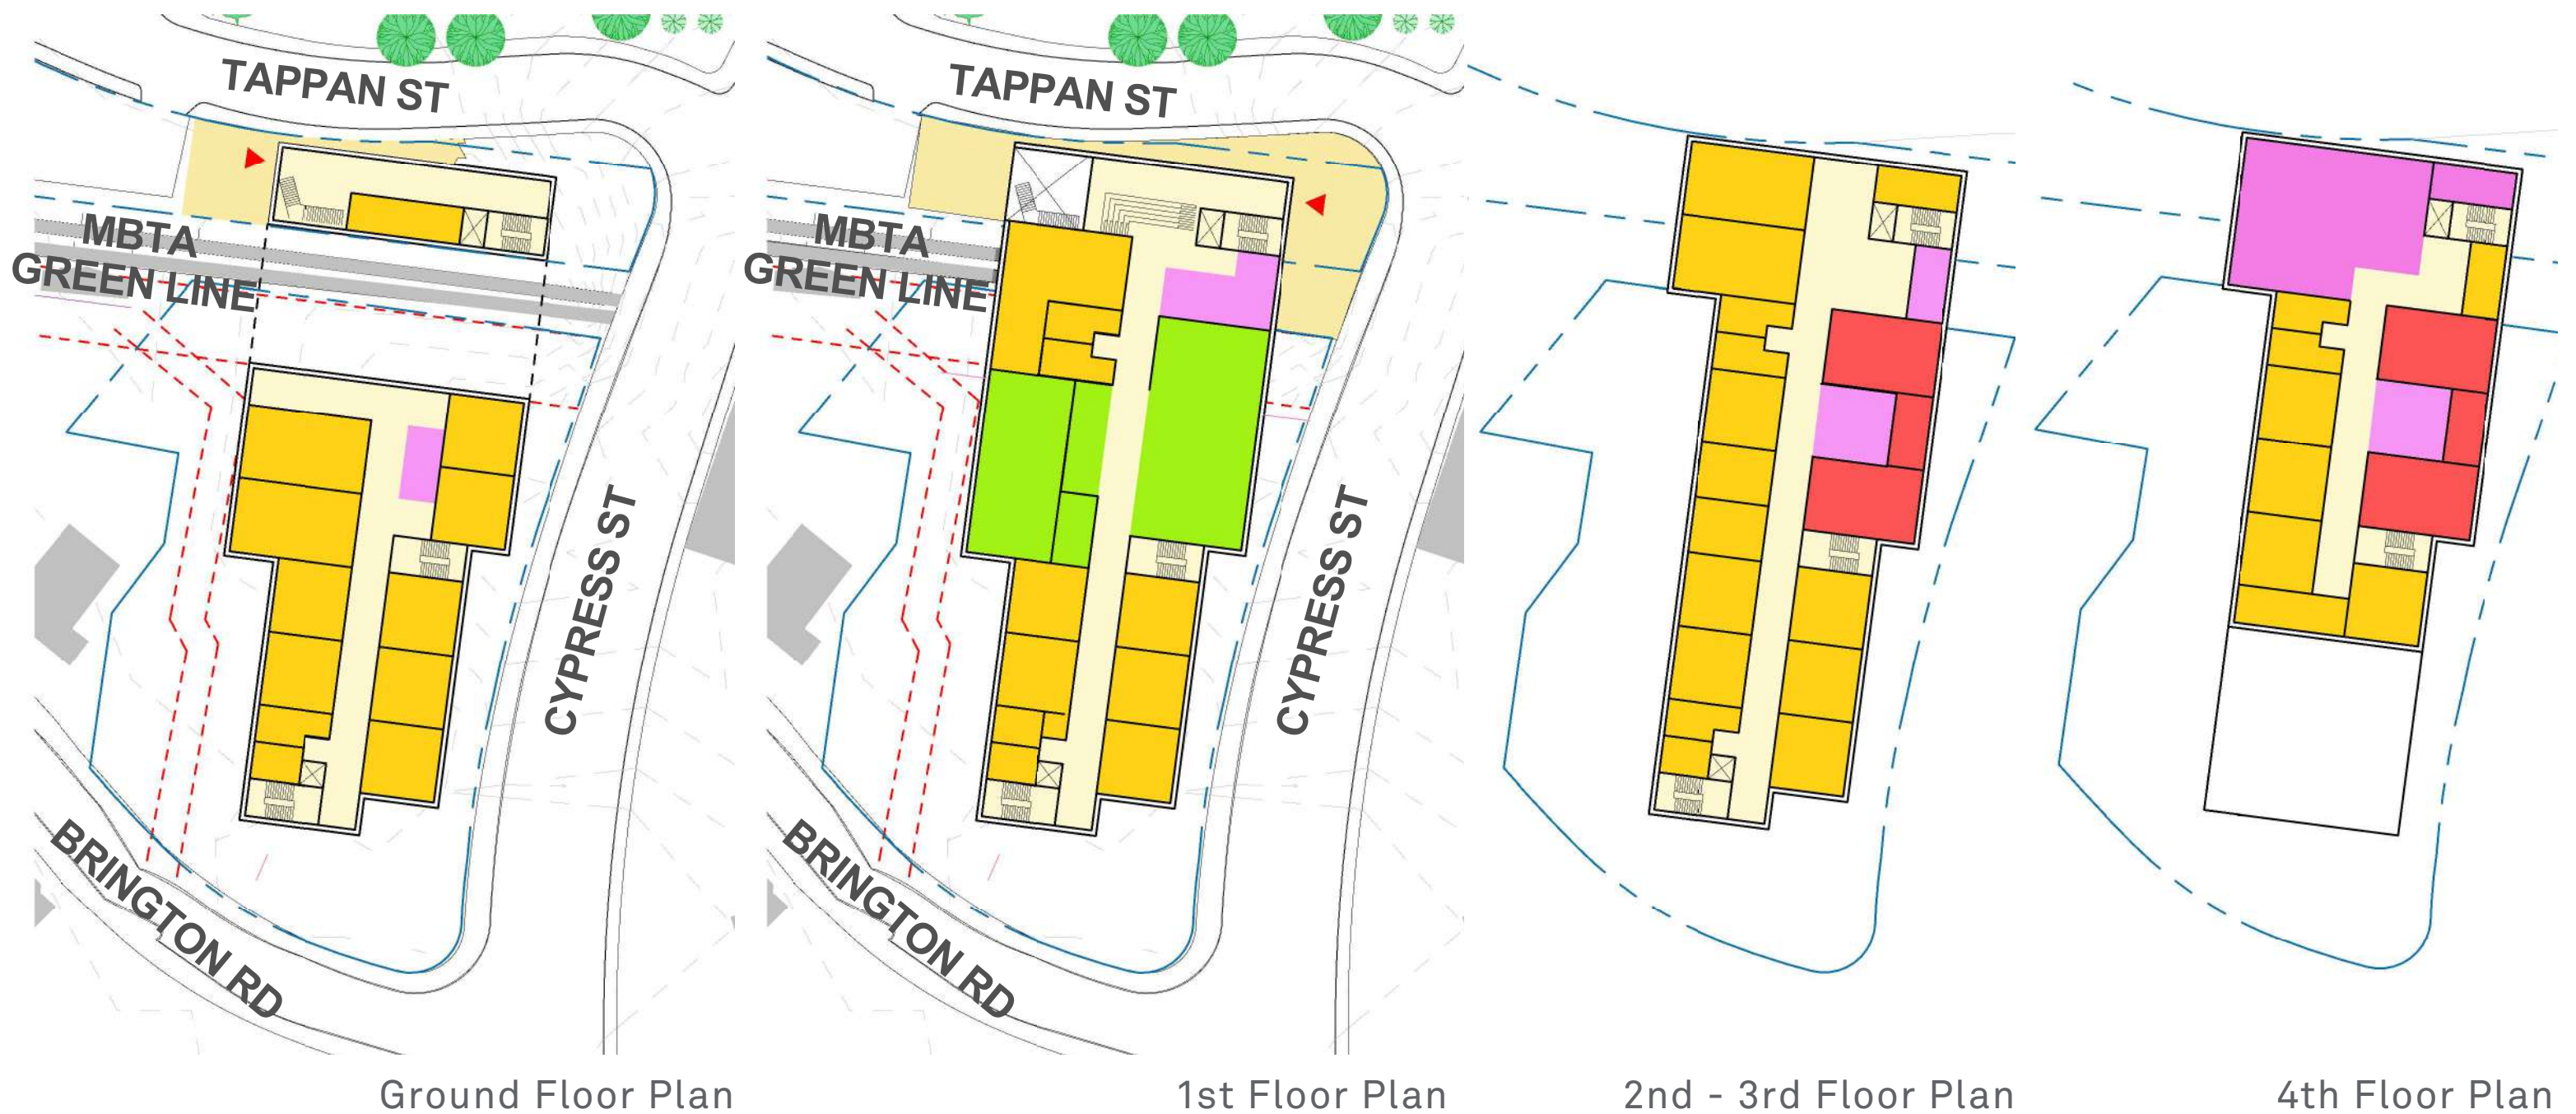 TAPPAN ST
MBTA
GREEN LINE
CYPRESS ST
BRINGTON RD
Ground Floor Plan
TAPPAN ST
MBTA
GREEN LINE
CYPRESS ST
BRINGTON RD
1st Floor Plan
2nd - 3rd Floor Plan
4th Floor Plan